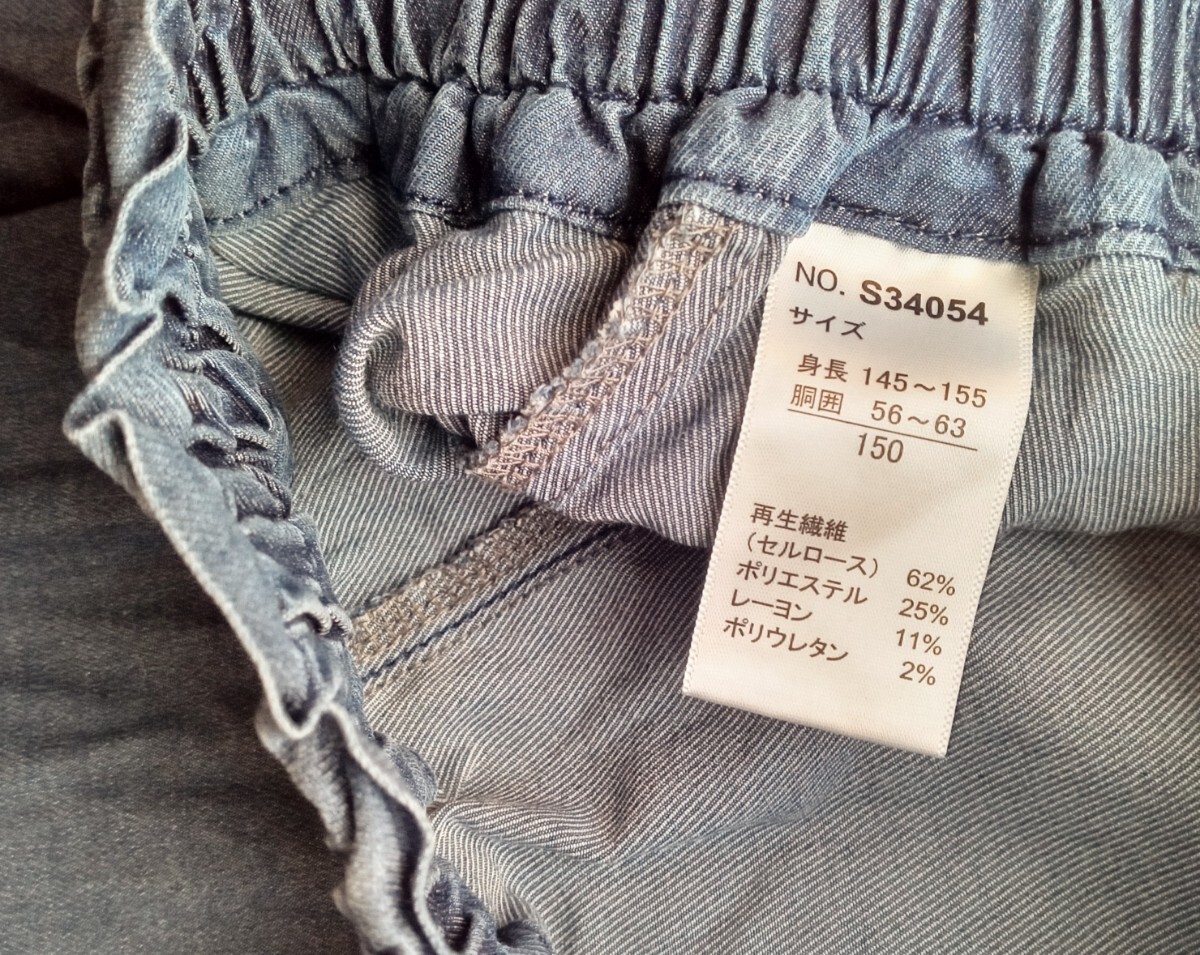 NO. S34054
サイズ
身長 145～155
胴囲 56～63
150
再生繊維
(セルロース) 62%
ポリエステル 25%
レーヨン 11%
ポリウレタン 2%